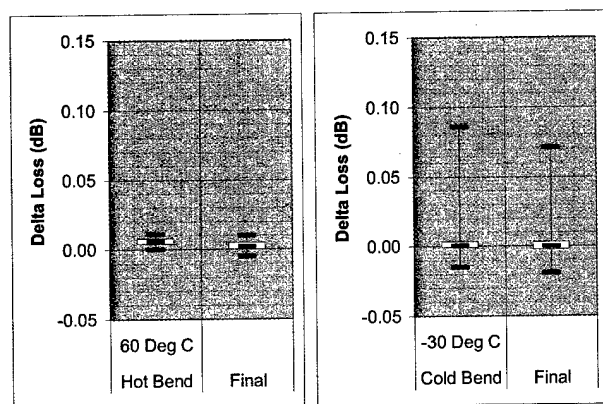 0.15
0.10
0.05
0.00
-0.05
Delta Loss (dB)
60 Deg C
Hot Bend
Final
0.15
0.10
0.05
0.00
-0.05
Delta Loss (dB)
-30 Deg C
Cold Bend
Final